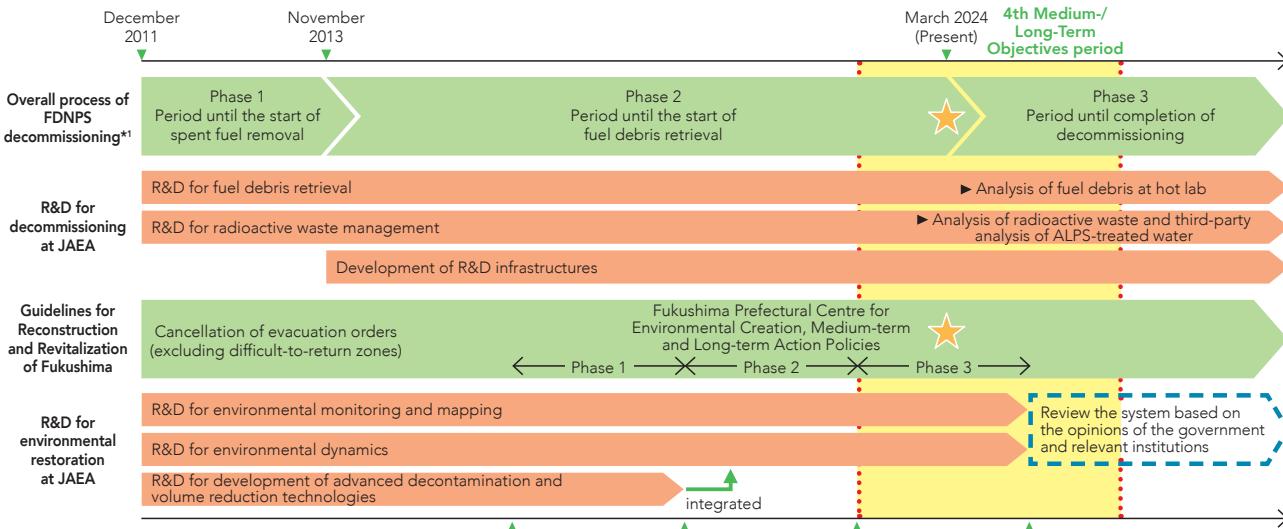 December
2011
November
2013
March 2024
(Present)
4th Medium-/
Long-Term
Objectives period
Overall process of
FDNPS
decommissioning*1
Phase 1
Period until the start of
spent fuel removal
Phase 2
Period until the start of
fuel debris retrieval
Phase 3
Period until completion of
decommissioning
R&D for
decommissioning
at JAEA
R&D for fuel debris retrieval
► Analysis of fuel debris at hot lab
R&D for radioactive waste management
► Analysis of radioactive waste and third-party
analysis of ALPS-treated water
Development of R&D infrastructures
Guidelines for
Reconstruction
and Revitalization
of Fukushima
Cancellation of evacuation orders
(excluding difficult-to-return zones)
Fukushima Prefectural Centre for
Environmental Creation, Medium-term
and Long-term Action Policies
Phase 1
Phase 2
Phase 3
R&D for
environmental
restoration
at JAEA
R&D for environmental monitoring and mapping
R&D for environmental dynamics
R&D for development of advanced decontamination and
volume reduction technologies
integrated
Review the system based on
the opinions of the government
and relevant institutions